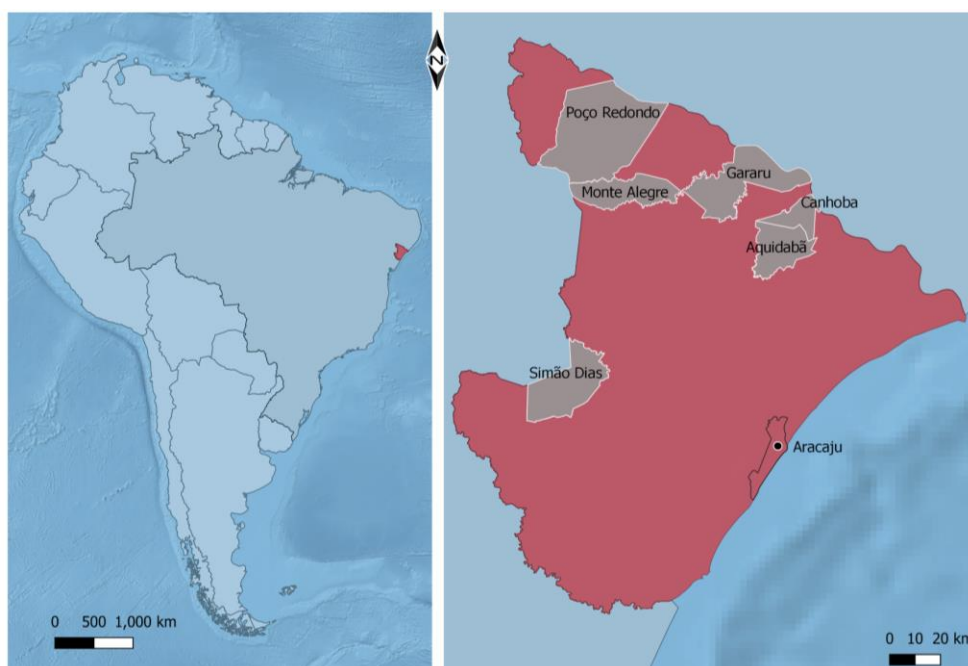 N
Poço Redondo
Gararu
Monte Alegre
Canhoba
Aquidabã
Simão Dias
Aracaju
0 500 1,000 km
0 10 20 km